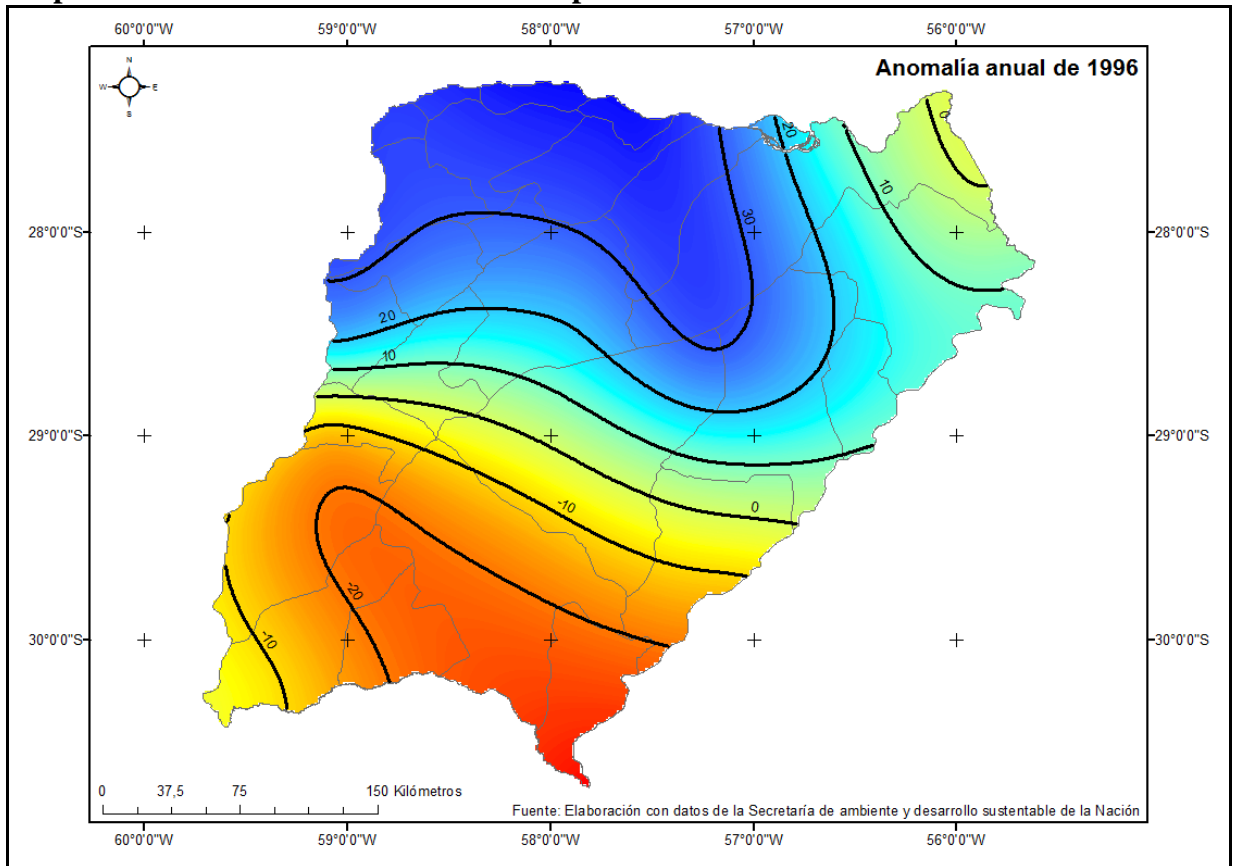 60°0'0"W 59°0'0"W 58°0'0"W 57°0'0"W 56°0'0"W
Anomalía anual de 1996
N
W E
S
0
20
10
30
28°0'0"S 28°0'0"S
20
10
29°0'0"S 29°0'0"S
0
-10
-20
-10
30°0'0"S 30°0'0"S
0 37,5 75 150 Kilómetros
Fuente: Elaboración con datos de la Secretaría de ambiente y desarrollo sustentable de la Nación
60°0'0"W 59°0'0"W 58°0'0"W 57°0'0"W 56°0'0"W